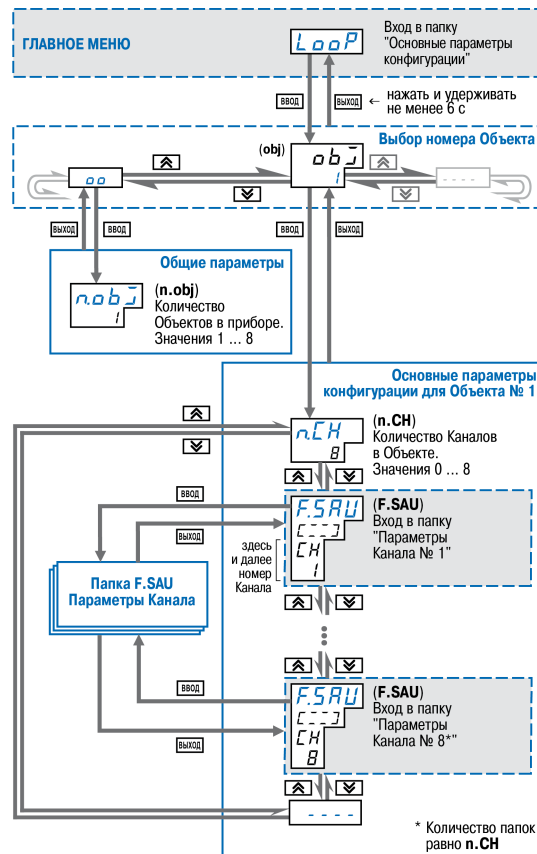 ГЛАВНОЕ МЕНЮ
LooP
Вход в папку
"Основные параметры
конфигурации"
ВВОД
ВЫХОД
← нажать и удерживать
не менее 6 с
Выбор номера Объекта
(obj)
obJ
1
oo
- - - -
ВЫХОД
ВВОД
ВВОД
ВЫХОД
Общие параметры
n.obJ
1
(n.obj)
Количество
Объектов в приборе.
Значения 1 ... 8
Основные параметры
конфигурации для Объекта № 1
n.CH
8
(n.CH)
Количество Каналов
в Объекте.
Значения 0 ... 8
ВВОД
ВЫХОД
F.SAU
[---]
CH
1
(F.SAU)
Вход в папку
"Параметры
Канала № 1"
здесь
и далее
номер
Канала
Папка F.SAU
Параметры Канала
ВВОД
ВЫХОД
F.SAU
[---]
CH
8
(F.SAU)
Вход в папку
"Параметры
Канала № 8*"
- - - -
* Количество папок
равно n.CH